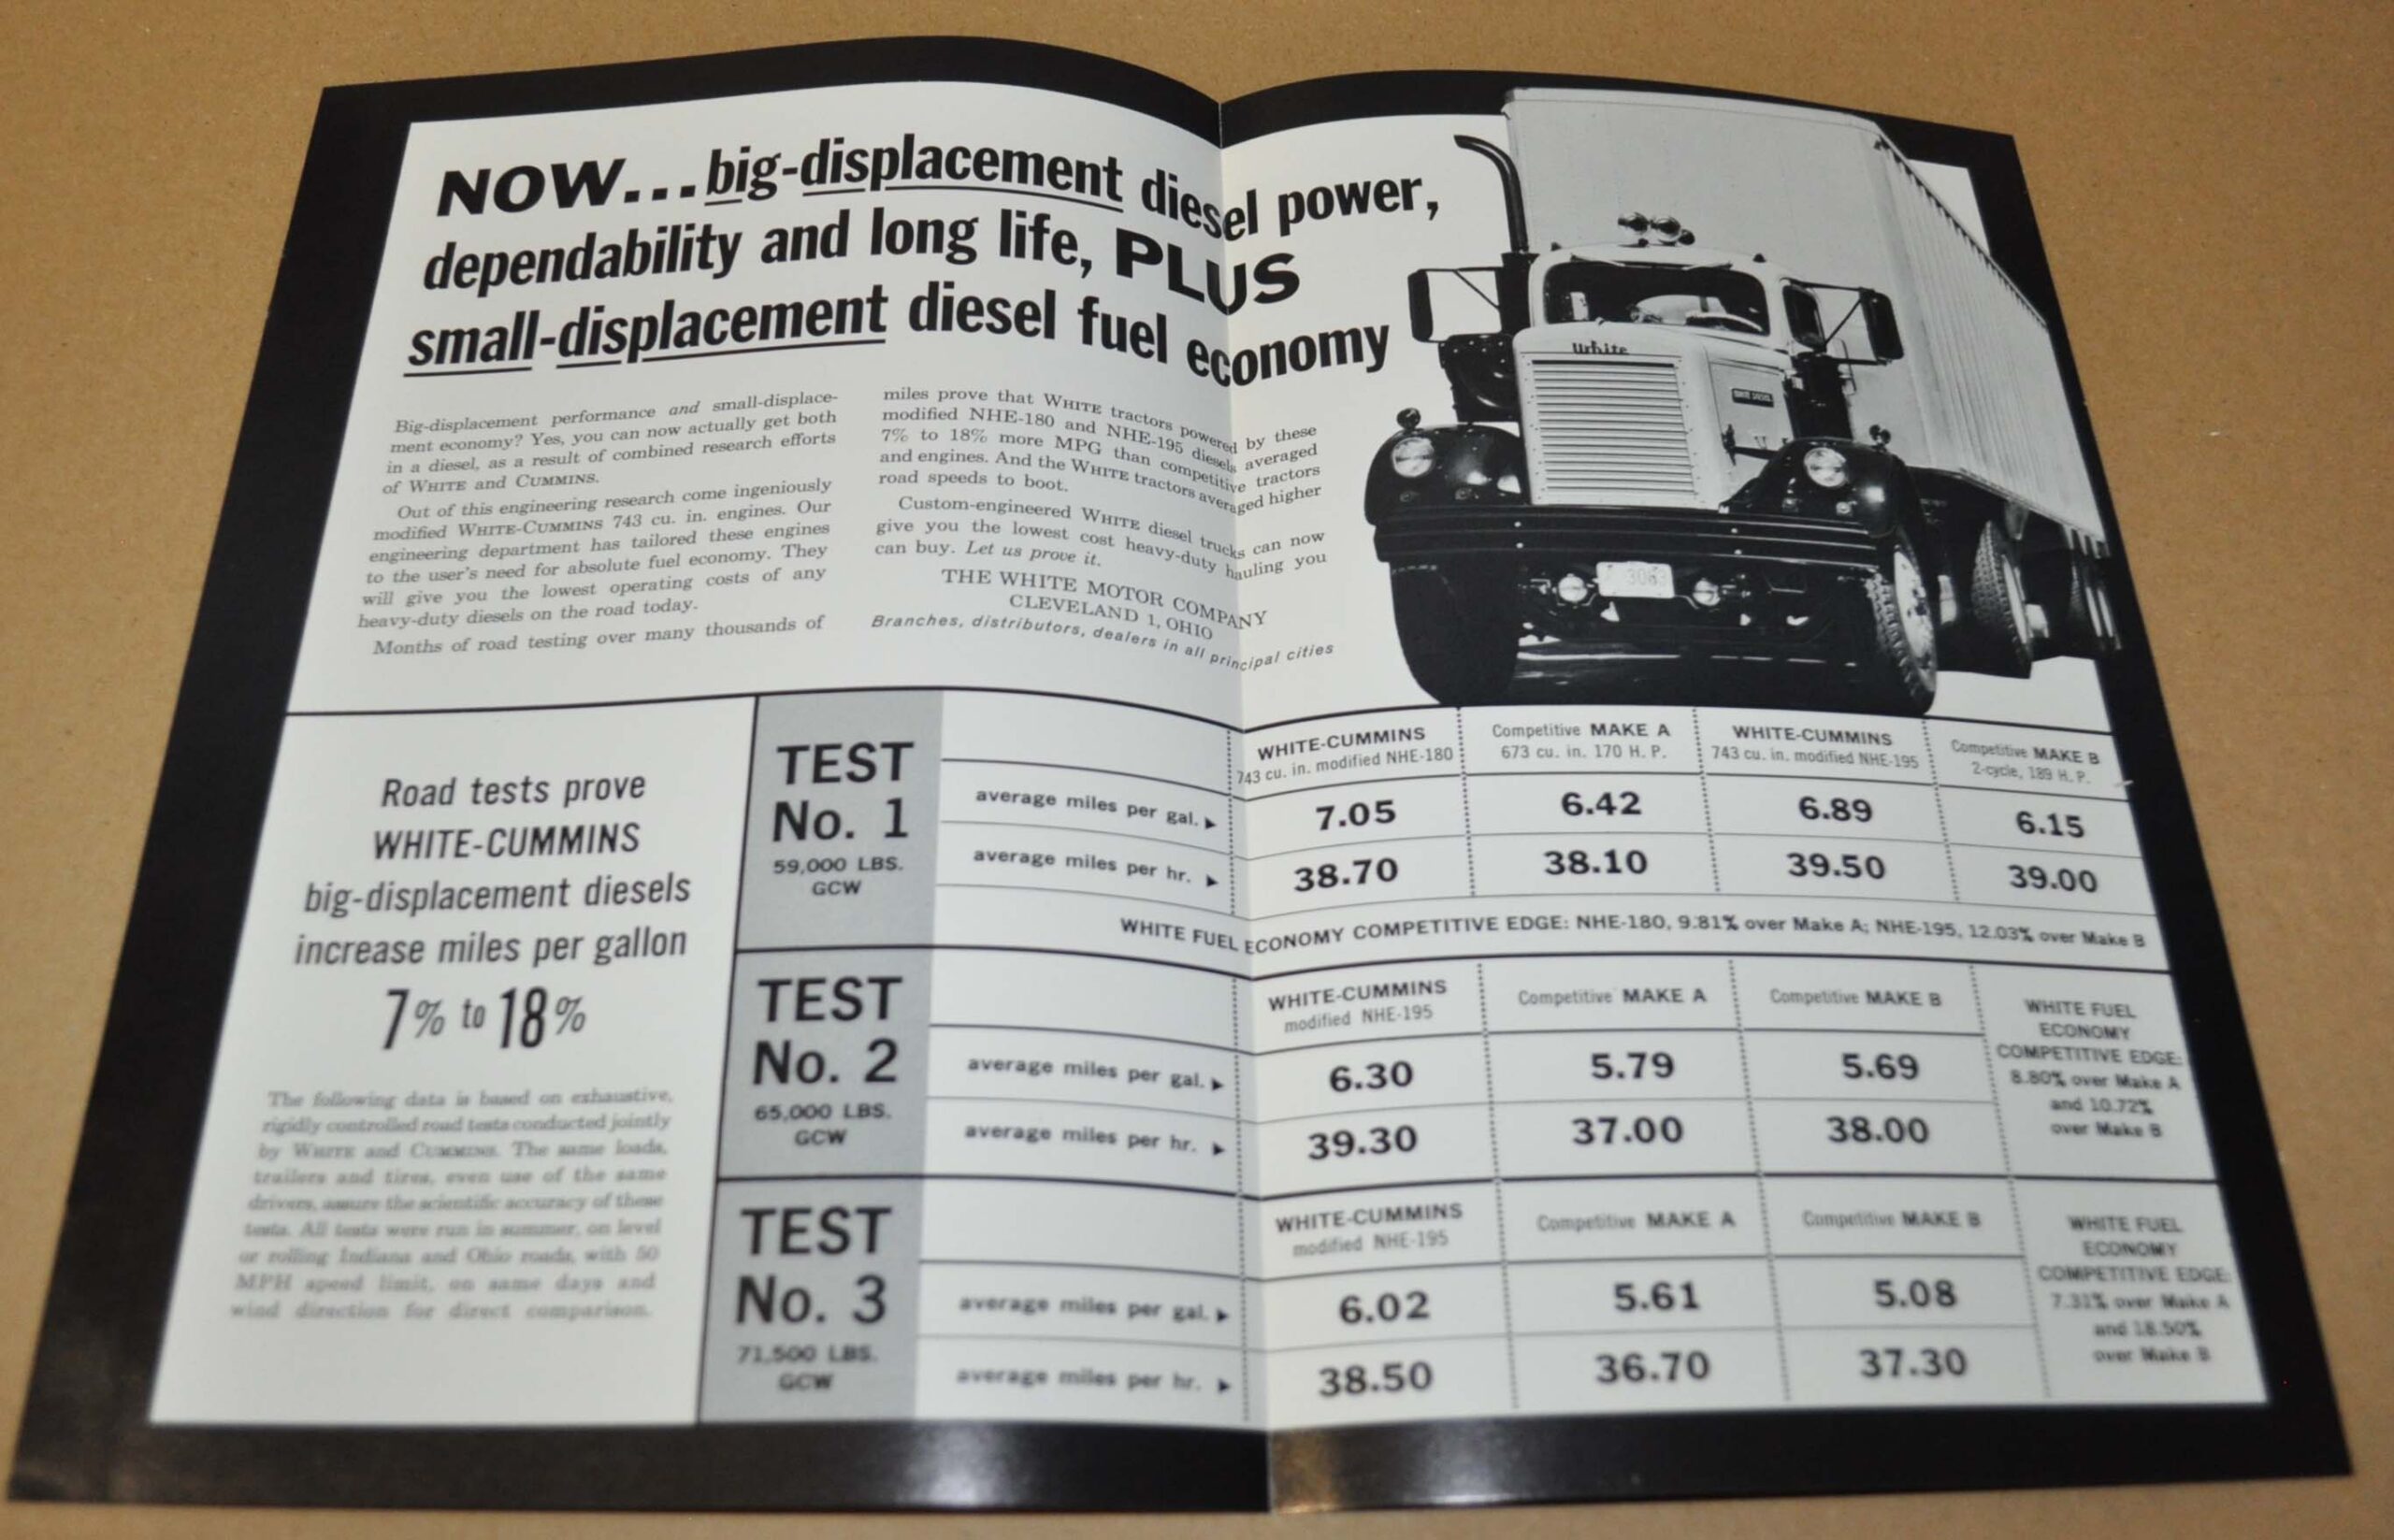 NOW...big-displacement diesel power,
dependability and long life, PLUS
small-displacement diesel fuel economy
Big-displacement performance and small-displace-
ment economy? Yes, you can now actually get both
in a diesel, as a result of combined research efforts
of WHITE and CUMMINS.
Out of this engineering research come ingeniously
modified WHITE-CUMMINS 743 cu. in. engines. Our
engineering department has tailored these engines
to the user's need for absolute fuel economy. They
will give you the lowest operating costs of any
heavy-duty diesels on the road today.
Months of road testing over many thousands of
miles prove that WHITE tractors powered by these
modified NHE-180 and NHE-195 diesels averaged
7% to 18% more MPG than competitive tractors
and engines. And the WHITE tractors averaged higher
road speeds to boot.
Custom-engineered WHITE diesel trucks can now
give you the lowest cost heavy-duty hauling you
can buy. Let us prove it.
THE WHITE MOTOR COMPANY
CLEVELAND 1, OHIO
Branches, distributors, dealers in all principal cities
White
Road tests prove
WHITE-CUMMINS
big-displacement diesels
increase miles per gallon
7% to 18%
The following data is based on exhaustive,
rigidly controlled road tests conducted jointly
by WHITE and CUMMINS. The same loads,
trailers and tires, even use of the same
drivers, assure the scientific accuracy of these
tests. All tests were run in summer, on level
or rolling Indiana and Ohio roads, with 50
MPH speed limit, on same days and
wind direction for direct comparison.
TEST
No. 1
59,000 LBS.
GCW
WHITE-CUMMINS
743 cu. in. modified NHE-180
Competitive MAKE A
673 cu. in. 170 H. P.
WHITE-CUMMINS
743 cu. in. modified NHE-195
Competitive MAKE B
2-cycle, 189 H. P.
average miles per gal. ▶ 7.05 6.42 6.89 6.15
average miles per hr. ▶ 38.70 38.10 39.50 39.00
WHITE FUEL ECONOMY COMPETITIVE EDGE: NHE-180, 9.81% over Make A; NHE-195, 12.03% over Make B
TEST
No. 2
65,000 LBS.
GCW
WHITE-CUMMINS
modified NHE-195
Competitive MAKE A
Competitive MAKE B
average miles per gal. ▶ 6.30 5.79 5.69
average miles per hr. ▶ 39.30 37.00 38.00
WHITE FUEL
ECONOMY
COMPETITIVE EDGE:
8.80% over Make A
and 10.72%
over Make B
TEST
No. 3
71,500 LBS.
GCW
WHITE-CUMMINS
modified NHE-195
Competitive MAKE A
Competitive MAKE B
average miles per gal. ▶ 6.02 5.61 5.08
average miles per hr. ▶ 38.50 36.70 37.30
WHITE FUEL
ECONOMY
COMPETITIVE EDGE:
7.31% over Make A
and 18.50%
over Make B